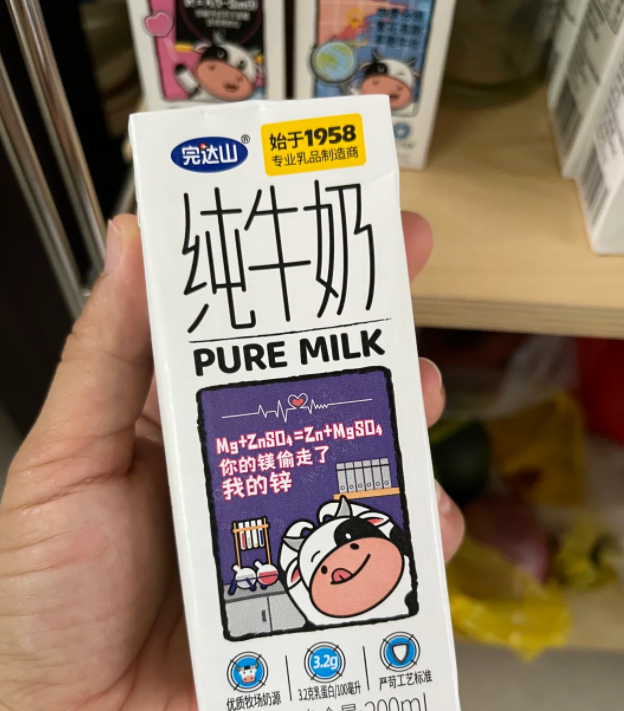 完达山®
始于1958
专业乳品制造商
纯牛奶
PURE MILK
Mg+ZnSO₄=Zn+MgSO₄
你的镁偷走了
我的锌
3.2g
优质牧场奶源
3.2克乳蛋白/100毫升
严苛工艺标准
200mL